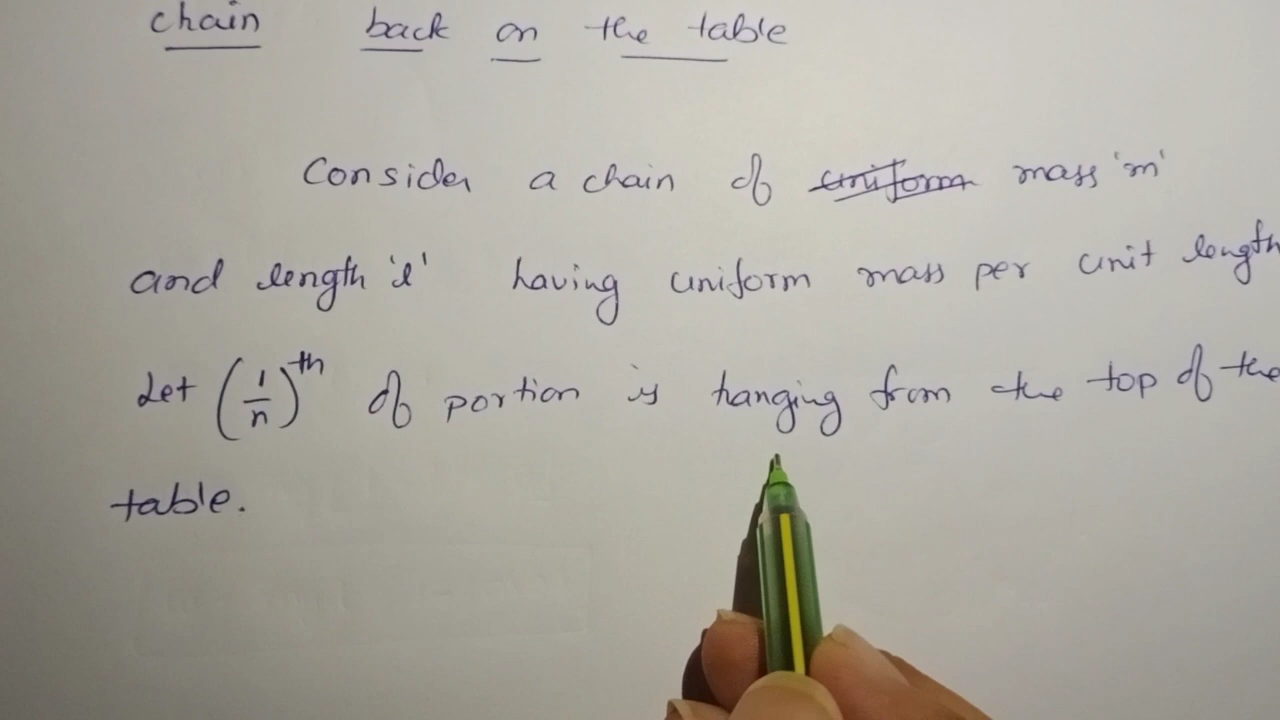 chain back on the table
Consider a chain of uniform mass 'm'
and length 'l' having uniform mass per unit length
Let (1/n)th of portion is hanging from the top of the
table.